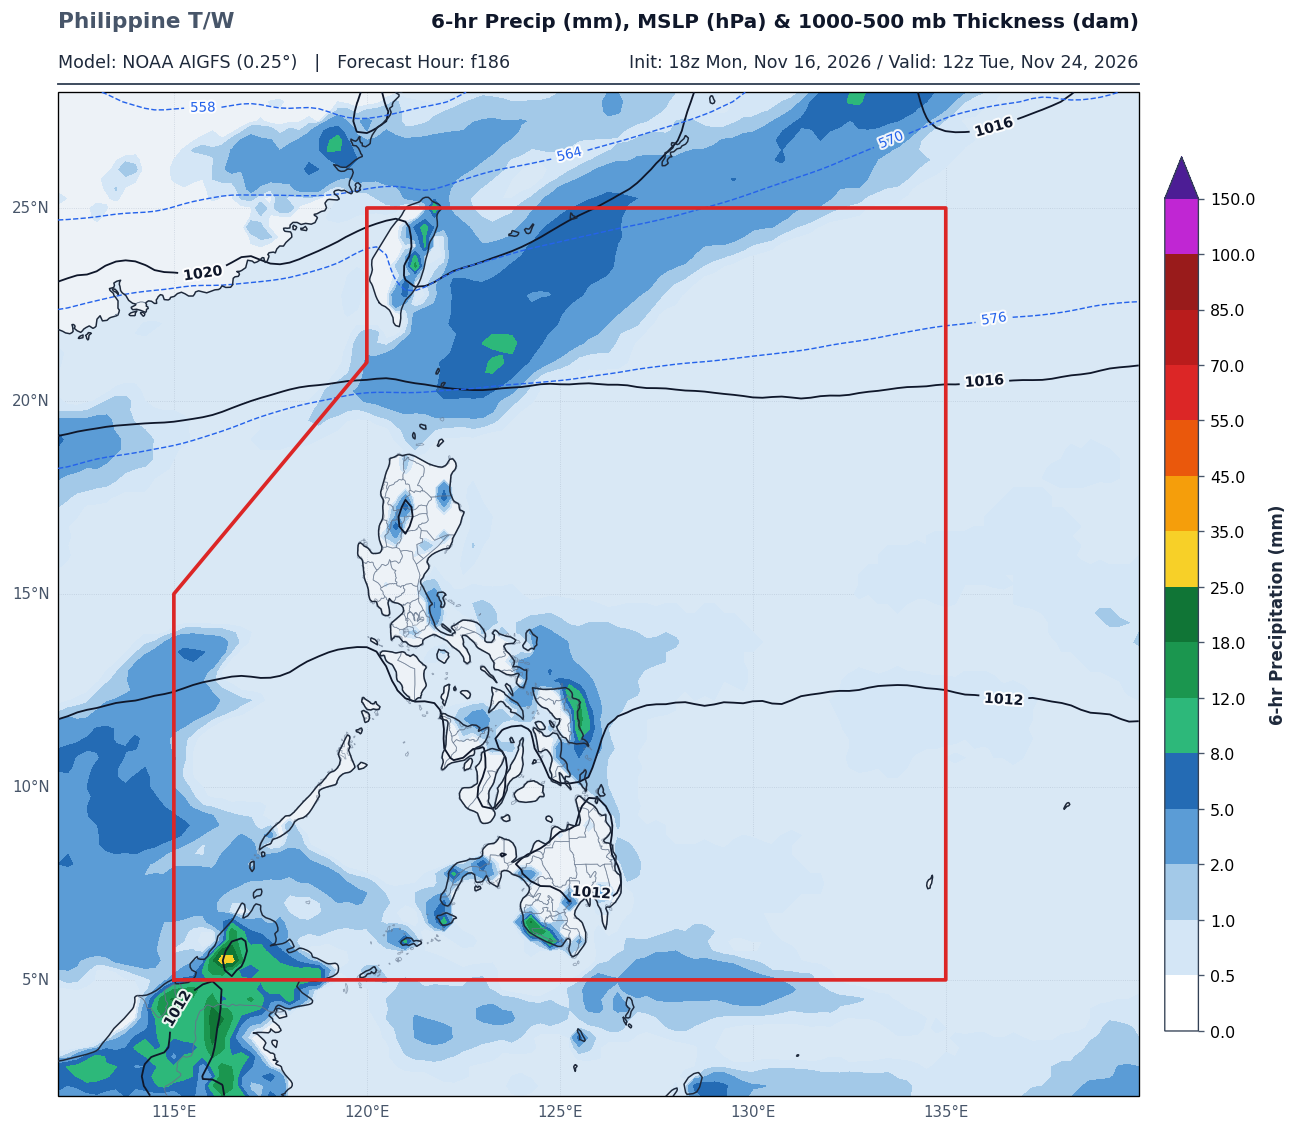 Philippine T/W
6-hr Precip (mm), MSLP (hPa) & 1000-500 mb Thickness (dam)
Model: NOAA AIGFS (0.25°)   |   Forecast Hour: f186
Init: 18z Mon, Nov 16, 2026 / Valid: 12z Tue, Nov 24, 2026
558
564
570
1016
25°N
1020
576
1016
20°N
15°N
1012
10°N
1012
5°N
1012
115°E
120°E
125°E
130°E
135°E
150.0
100.0
85.0
70.0
55.0
45.0
35.0
25.0
18.0
12.0
8.0
5.0
2.0
1.0
0.5
0.0
6-hr Precipitation (mm)